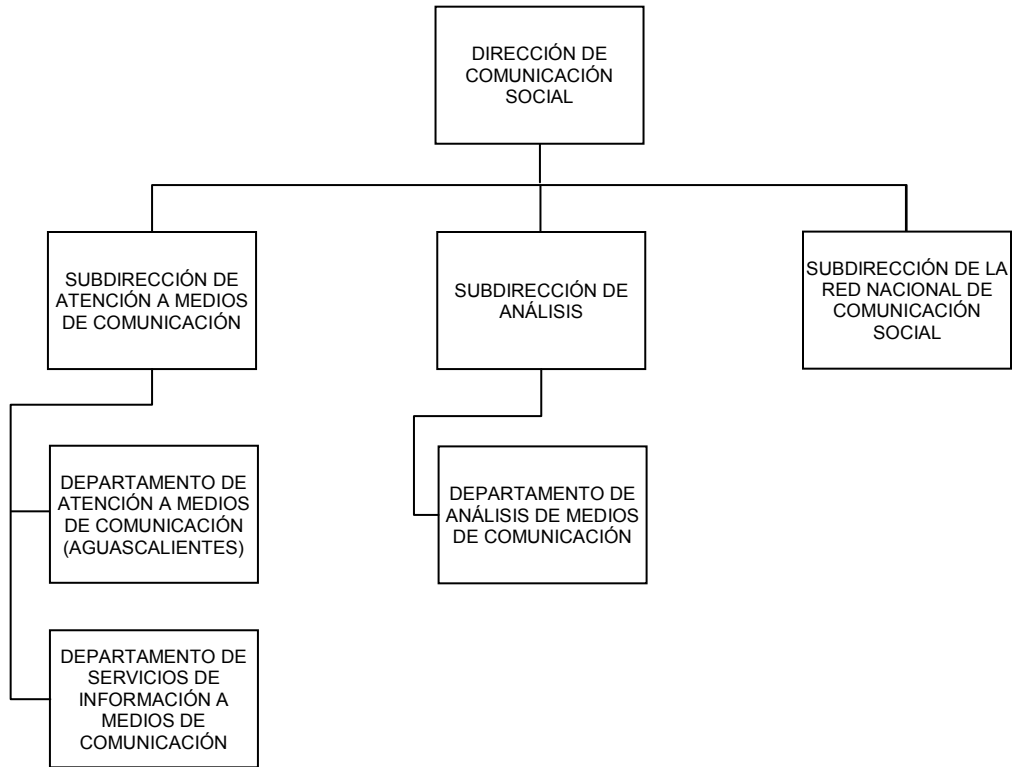 DIRECCIÓN DE
COMUNICACIÓN
SOCIAL
SUBDIRECCIÓN DE
ATENCIÓN A MEDIOS
DE COMUNICACIÓN
SUBDIRECCIÓN DE
ANÁLISIS
SUBDIRECCIÓN DE LA
RED NACIONAL DE
COMUNICACIÓN
SOCIAL
DEPARTAMENTO DE
ATENCIÓN A MEDIOS
DE COMUNICACIÓN
(AGUASCALIENTES)
DEPARTAMENTO DE
ANÁLISIS DE MEDIOS
DE COMUNICACIÓN
DEPARTAMENTO DE
SERVICIOS DE
INFORMACIÓN A
MEDIOS DE
COMUNICACIÓN